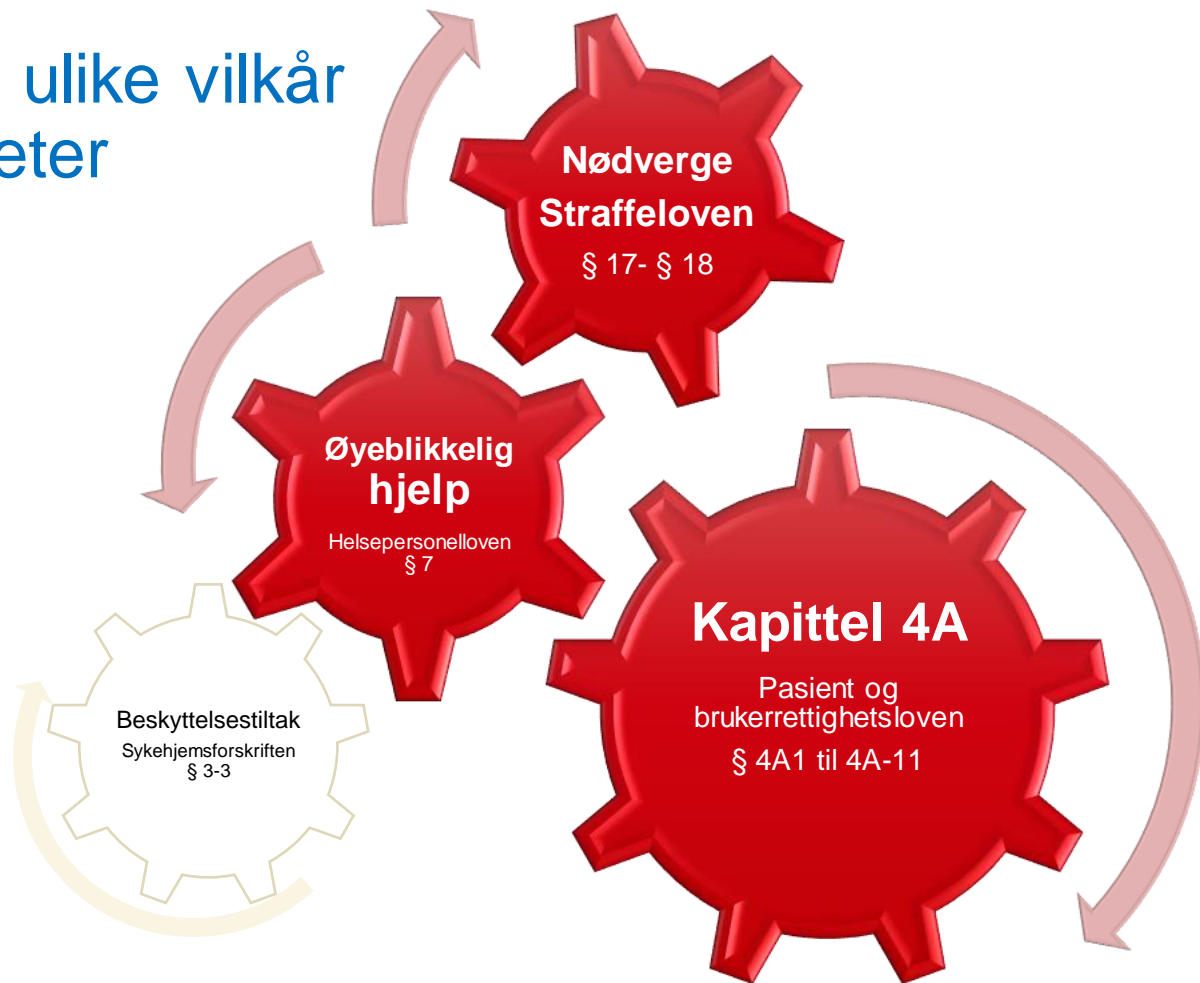 ulike vilkår
eter
Nødverge
Straffeloven
§ 17- § 18
Øyeblikkelig
hjelp
Helsepersonelloven
§ 7
Kapittel 4A
Pasient og
brukerrettighetsloven
§ 4A1 til 4A-11
Beskyttelsestiltak
Sykehjemsforskriften
§ 3-3